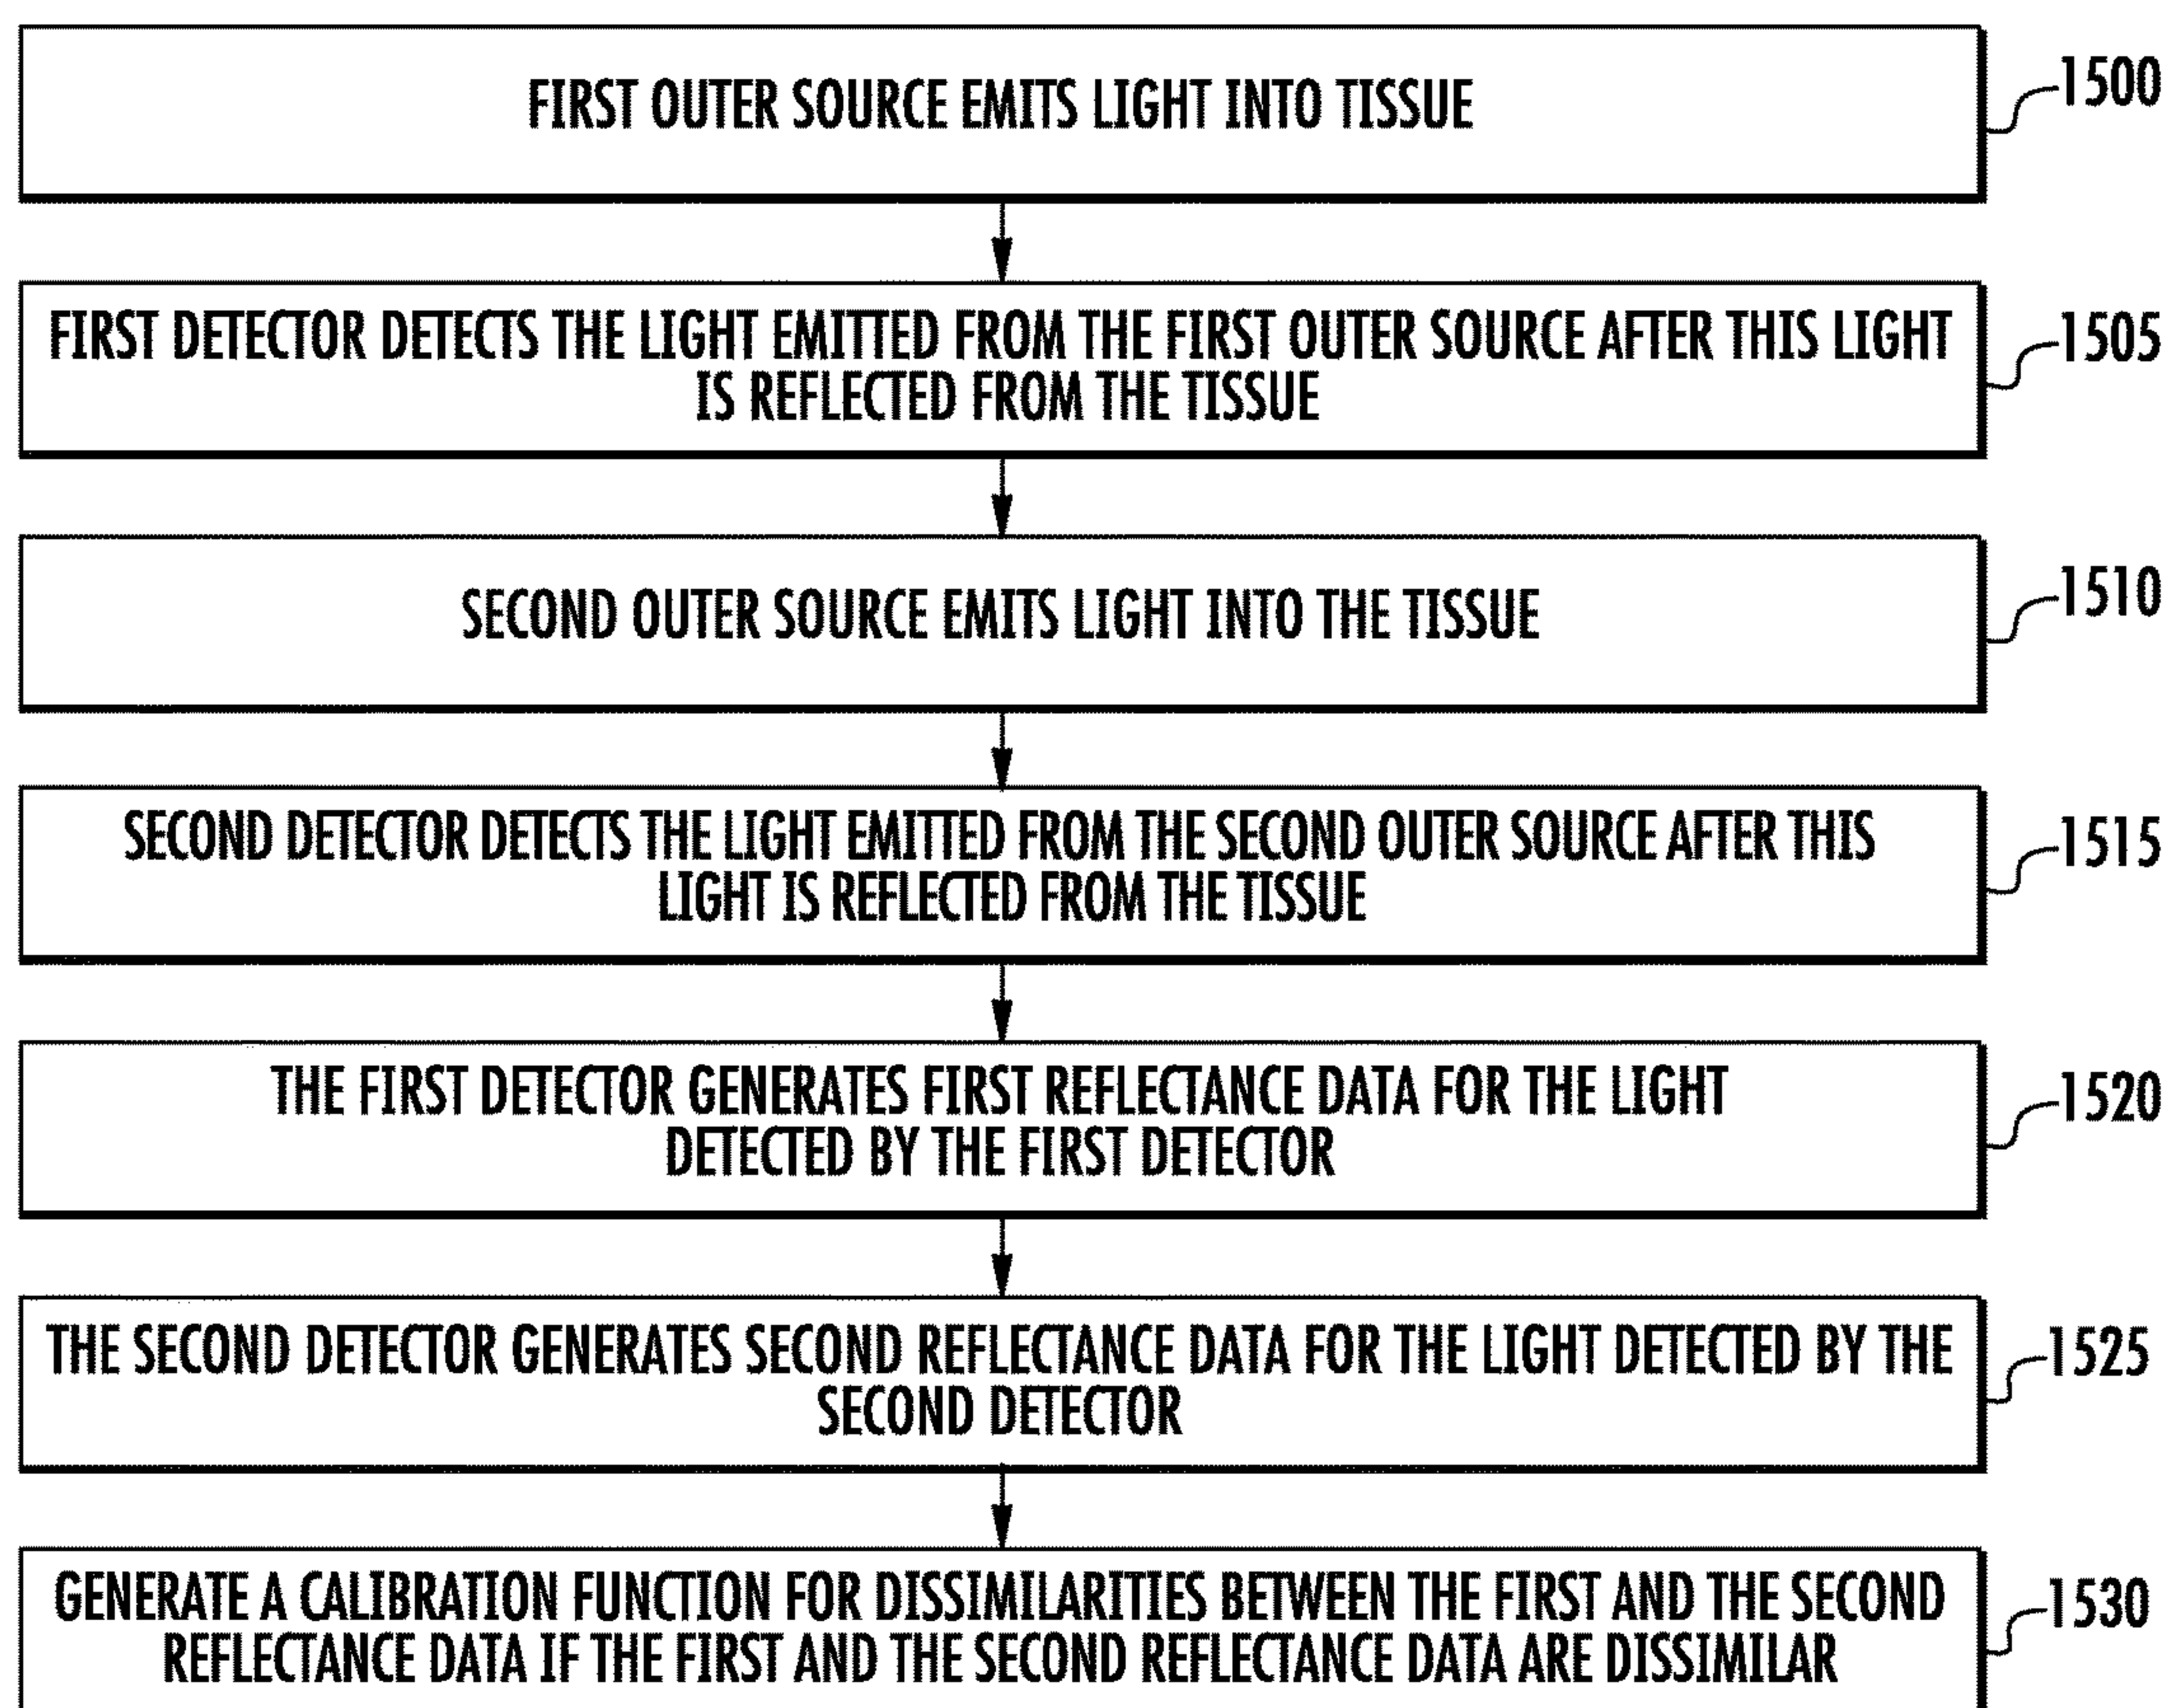 FIRST OUTER SOURCE EMITS LIGHT INTO TISSUE
1500
FIRST DETECTOR DETECTS THE LIGHT EMITTED FROM THE FIRST OUTER SOURCE AFTER THIS LIGHT
IS REFLECTED FROM THE TISSUE
1505
SECOND OUTER SOURCE EMITS LIGHT INTO THE TISSUE
1510
SECOND DETECTOR DETECTS THE LIGHT EMITTED FROM THE SECOND OUTER SOURCE AFTER THIS
LIGHT IS REFLECTED FROM THE TISSUE
1515
THE FIRST DETECTOR GENERATES FIRST REFLECTANCE DATA FOR THE LIGHT
DETECTED BY THE FIRST DETECTOR
1520
THE SECOND DETECTOR GENERATES SECOND REFLECTANCE DATA FOR THE LIGHT DETECTED BY THE
SECOND DETECTOR
1525
GENERATE A CALIBRATION FUNCTION FOR DISSIMILARITIES BETWEEN THE FIRST AND THE SECOND
REFLECTANCE DATA IF THE FIRST AND THE SECOND REFLECTANCE DATA ARE DISSIMILAR
1530